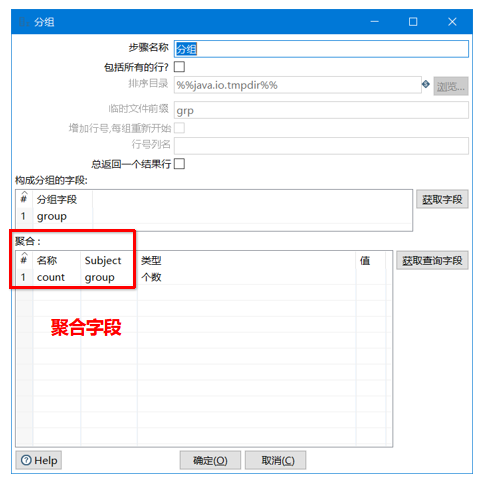 分组
步骤名称 分组
包括所有的行?
排序目录 %%java.io.tmpdir%% 浏览...
临时文件前缀 grp
增加行号,每组重新开始
行号列名
总返回一个结果行
构成分组的字段:
# 分组字段 获取字段
1 group
聚合 :
# 名称 Subject 类型 值 获取查询字段
1 count group 个数
聚合字段
Help 确定(O) 取消(C)